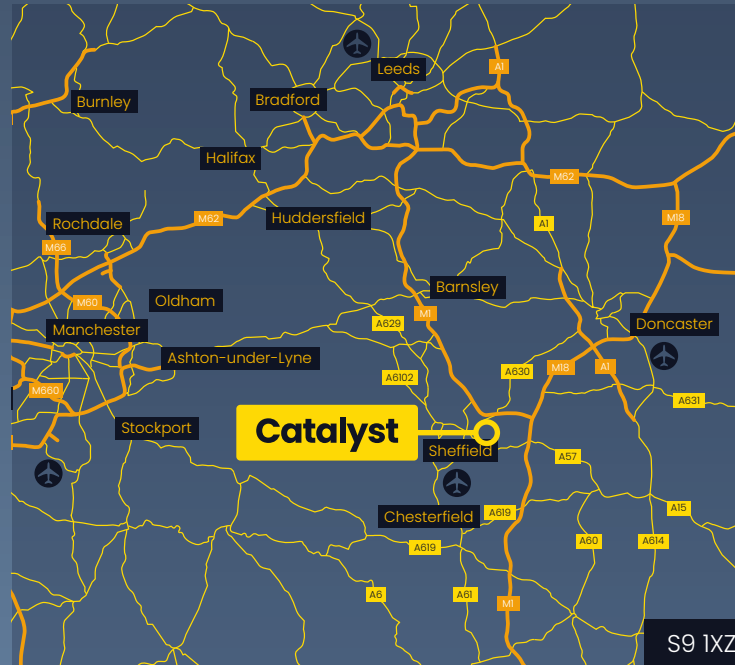 Leeds
A1
Burnley
Bradford
Halifax
M62
M62
Huddersfield
M18
Rochdale
A1
M66
Barnsley
Oldham
M60
M1
A629
Doncaster
Manchester
Ashton-under-Lyne
M18
A1
A630
A6102
M660
A631
Catalyst
Stockport
Sheffield
A57
A15
Chesterfield
A619
A60
A614
A619
A6
A61
M1
S9 1XZ